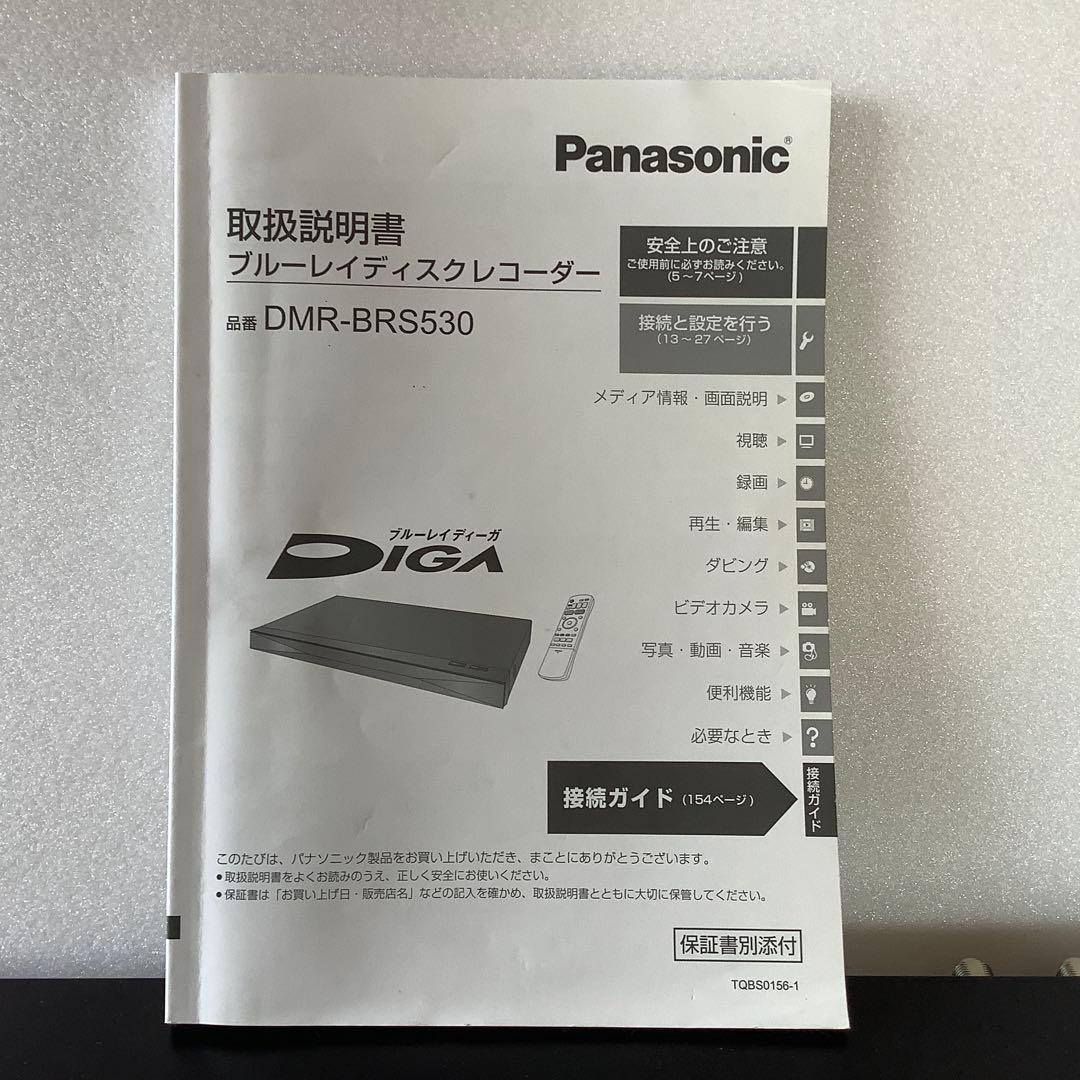 Panasonic®
取扱説明書
ブルーレイディスクレコーダー
品番 DMR-BRS530
安全上のご注意
ご使用前に必ずお読みください。
(5～7ページ)
接続と設定を行う
(13～27ページ)
メディア情報・画面説明
視聴
録画
再生・編集
ダビング
ビデオカメラ
写真・動画・音楽
便利機能
必要なとき
?
ブルーレイディーガ
DIGA
接続ガイド (154ページ)
接続ガイド
このたびは、パナソニック製品をお買い上げいただき、まことにありがとうございます。
●取扱説明書をよくお読みのうえ、正しく安全にお使いください。
●保証書は「お買い上げ日・販売店名」などの記入を確かめ、取扱説明書とともに大切に保管してください。
保証書別添付
TQBS0156-1